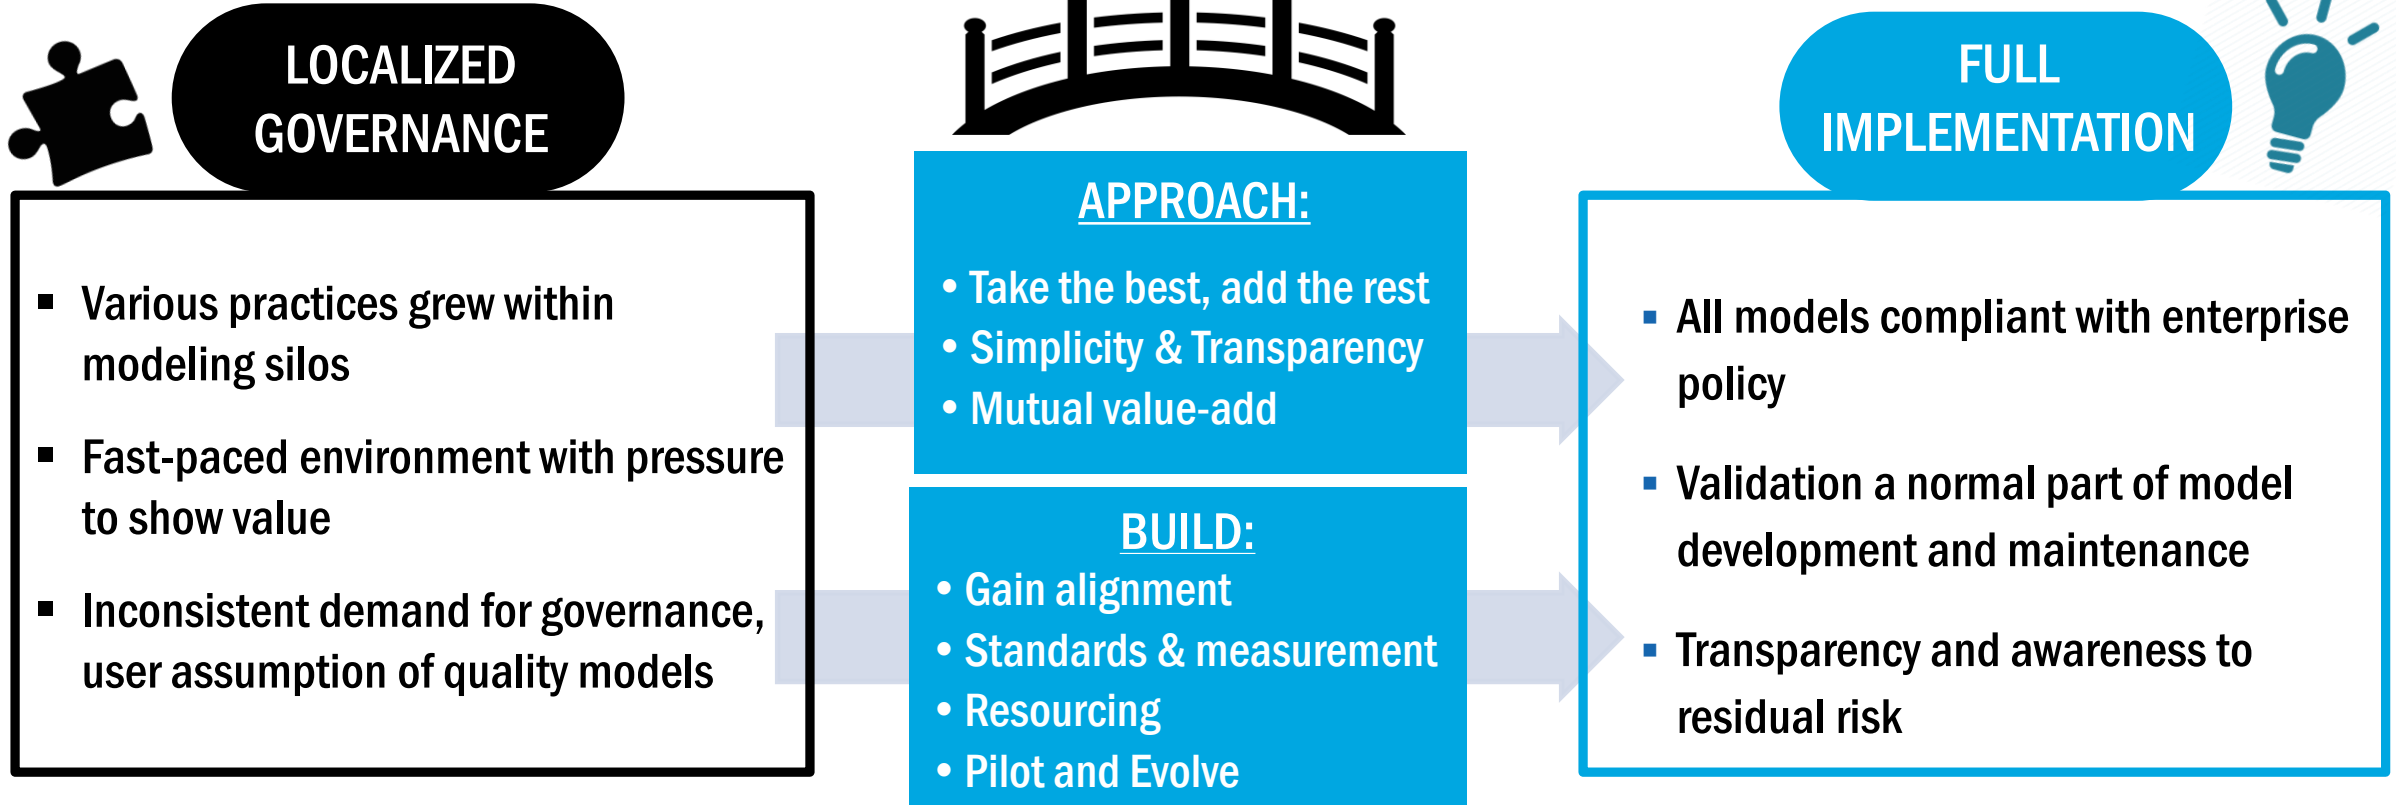 LOCALIZED
GOVERNANCE
▪ Various practices grew within
modeling silos
▪ Fast-paced environment with pressure
to show value
▪ Inconsistent demand for governance,
user assumption of quality models
APPROACH:
• Take the best, add the rest
• Simplicity & Transparency
• Mutual value-add
BUILD:
• Gain alignment
• Standards & measurement
• Resourcing
• Pilot and Evolve
FULL
IMPLEMENTATION
▪ All models compliant with enterprise
policy
▪ Validation a normal part of model
development and maintenance
▪ Transparency and awareness to
residual risk